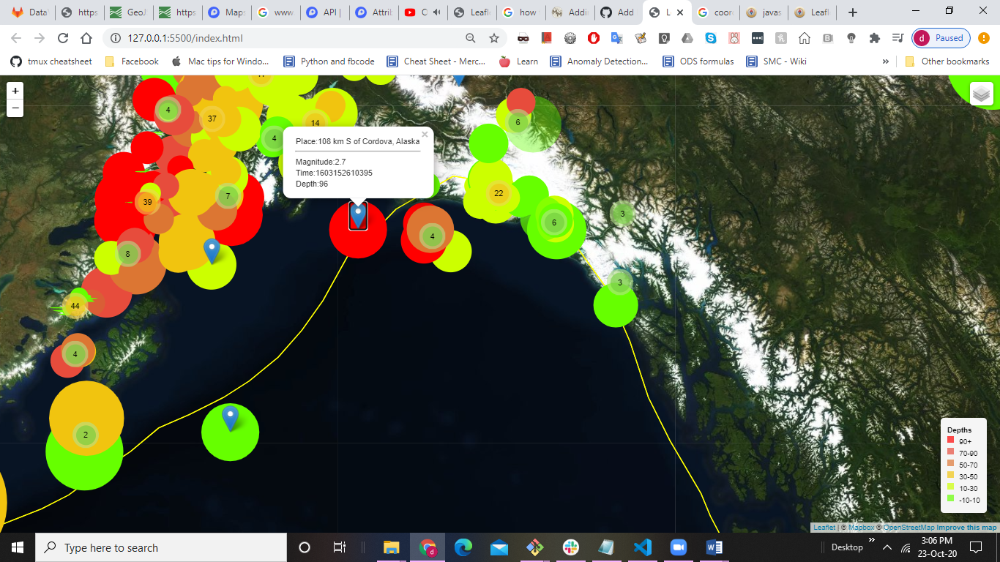 Data
https
GeoJ
https
Maps
www.
API |
Attrib
C
Leafl
how
Addi
Add
Le
coor
javas
Leafl
127.0.0.1:5500/index.html
Paused
tmux cheatsheet
Facebook
Mac tips for Windo...
Python and fbcode
Cheat Sheet - Merc...
Learn
Anomaly Detection...
ODS formulas
SMC - Wiki
»
Other bookmarks
+
−
4
37
14
4
6
Place:108 km S of Cordova, Alaska
×
Magnitude:2.7
Time:1603152610395
Depth:96
7
39
22
3
6
4
8
3
44
4
2
Depths
90+
70-90
50-70
30-50
10-30
-10-10
Leaflet | © Mapbox © OpenStreetMap Improve this map
Type here to search
Desktop
»
3:06 PM
23-Oct-20